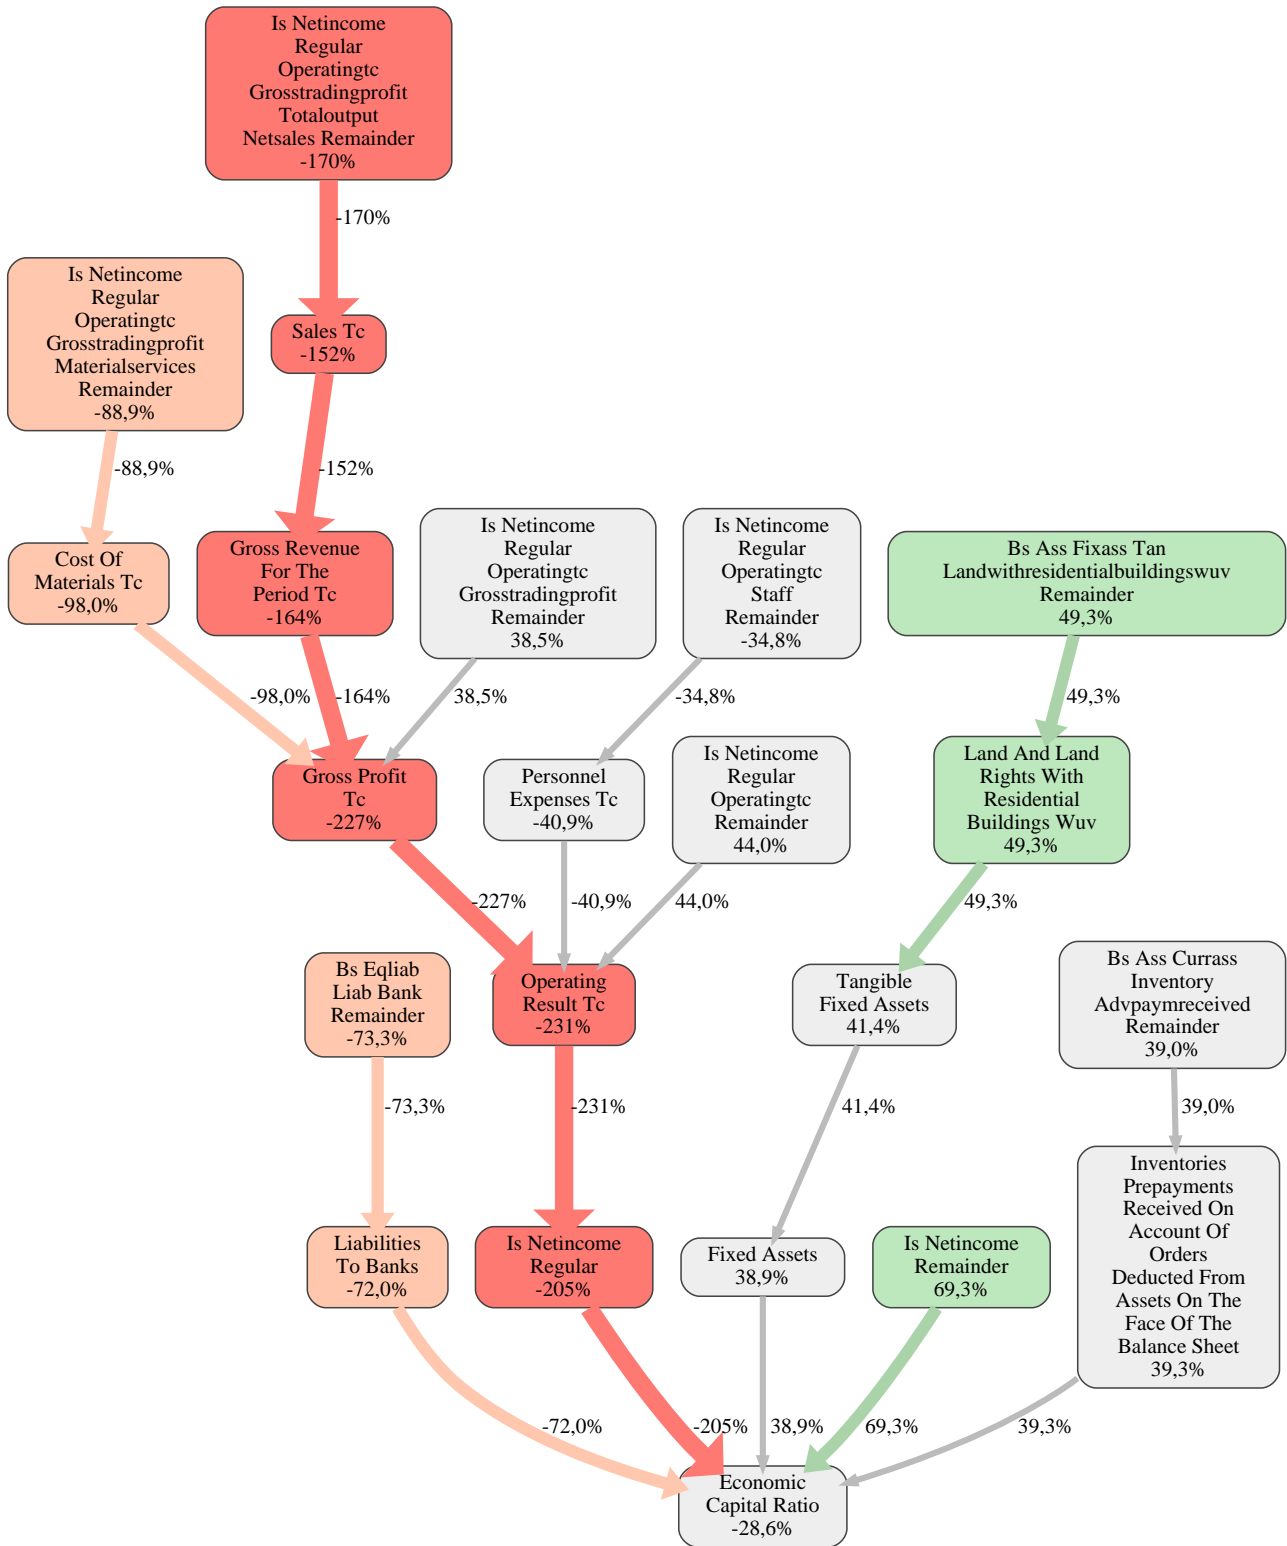 Is Netincome
Regular
Operatingtc
Grosstradingprofit
Totaloutput
Netsales Remainder
-170%
-170%
Is Netincome
Regular
Operatingtc
Grosstradingprofit
Materialservices
Remainder
-88,9%
Sales Tc
-152%
-88,9%
-152%
Cost Of
Materials Tc
-98,0%
Gross Revenue
For The
Period Tc
-164%
Is Netincome
Regular
Operatingtc
Grosstradingprofit
Remainder
38,5%
Is Netincome
Regular
Operatingtc
Staff
Remainder
-34,8%
Bs Ass Fixass Tan
Landwithresidentialbuildingswuv
Remainder
49,3%
-98,0%
-164%
38,5%
-34,8%
49,3%
Gross Profit
Tc
-227%
Personnel
Expenses Tc
-40,9%
Is Netincome
Regular
Operatingtc
Remainder
44,0%
Land And Land
Rights With
Residential
Buildings Wuv
49,3%
-227%
-40,9%
44,0%
49,3%
Bs Eqliab
Liab Bank
Remainder
-73,3%
Operating
Result Tc
-231%
Tangible
Fixed Assets
41,4%
Bs Ass Currass
Inventory
Advpaymreceived
Remainder
39,0%
-73,3%
-231%
41,4%
39,0%
Liabilities
To Banks
-72,0%
Is Netincome
Regular
-205%
Fixed Assets
38,9%
Is Netincome
Remainder
69,3%
Inventories
Prepayments
Received On
Account Of
Orders
Deducted From
Assets On The
Face Of The
Balance Sheet
39,3%
-72,0%
-205%
38,9%
69,3%
39,3%
Economic
Capital Ratio
-28,6%